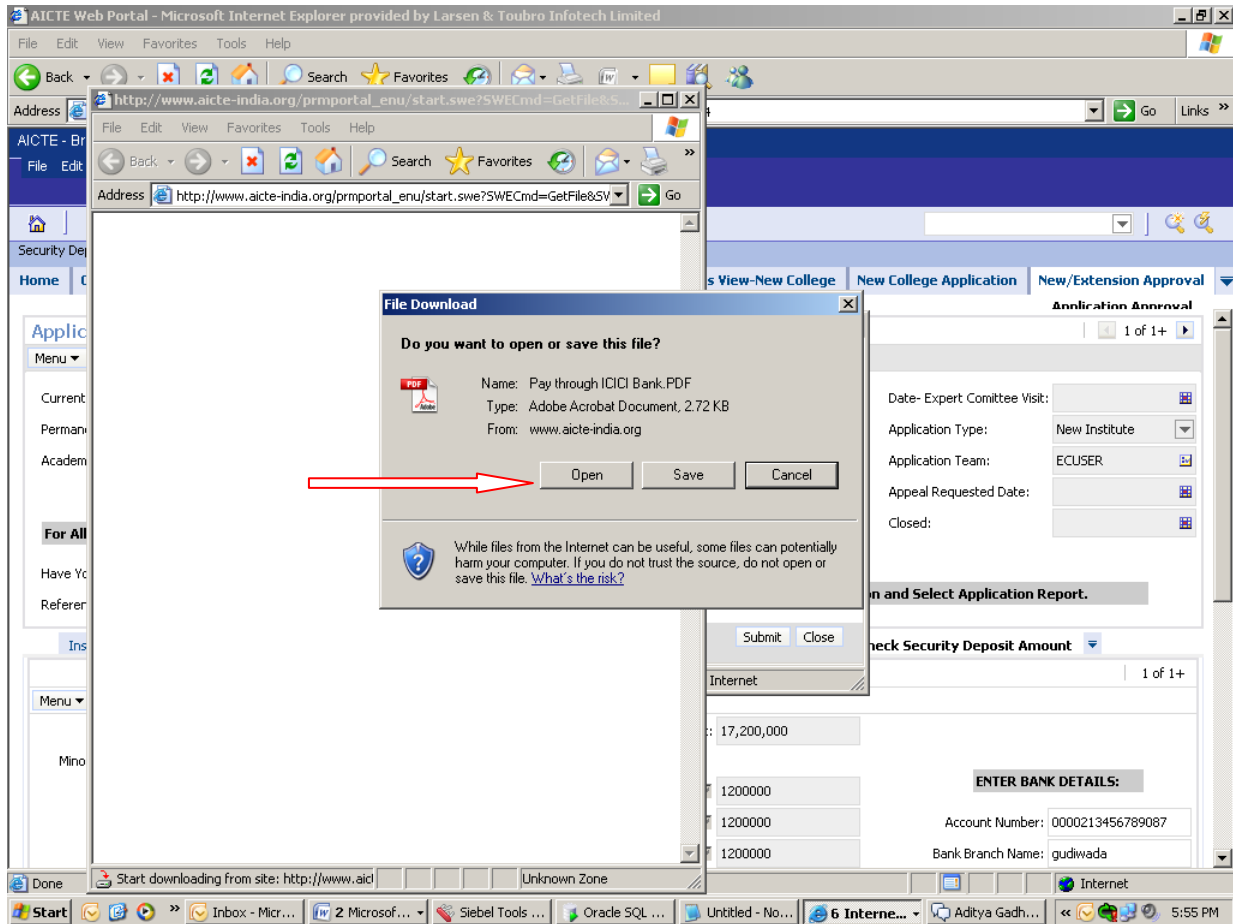 AICTE Web Portal - Microsoft Internet Explorer provided by Larsen & Toubro Infotech Limited
File Edit View Favorites Tools Help
Back Search Favorites
Address Go Links »
http://www.aicte-india.org/prmportal_enu/start.swe?SWECmd=GetFile&S...
File Edit View Favorites Tools Help
Back Search Favorites »
Address http://www.aicte-india.org/prmportal_enu/start.swe?SWECmd=GetFile&SV Go
AICTE - Br
File Edit
Security De
Home s View-New College New College Application New/Extension Approval
Application Approval
Applic
1 of 1+
Menu
Current
Date- Expert Comittee Visit:
Perman
Application Type: New Institute
Academ
Application Team: ECUSER
Appeal Requested Date:
Closed:
For All
Have Yo
Referen
n and Select Application Report.
File Download
Do you want to open or save this file?
PDF
Adobe
Name: Pay through ICICI Bank.PDF
Type: Adobe Acrobat Document, 2.72 KB
From: www.aicte-india.org
Open Save Cancel
While files from the Internet can be useful, some files can potentially
harm your computer. If you do not trust the source, do not open or
save this file. What's the risk?
Submit Close
Internet
Ins
heck Security Deposit Amount
1 of 1+
Menu
: 17,200,000
Mino
ENTER BANK DETAILS:
1200000
1200000
Account Number: 0000213456789087
1200000
Bank Branch Name: gudiwada
Start downloading from site: http://www.aicl Unknown Zone
Done Internet
Start » Inbox - Micr... 2 Microsof... Siebel Tools ... Oracle SQL ... Untitled - No... 6 Interne... Aditya Gadh... « 5:55 PM